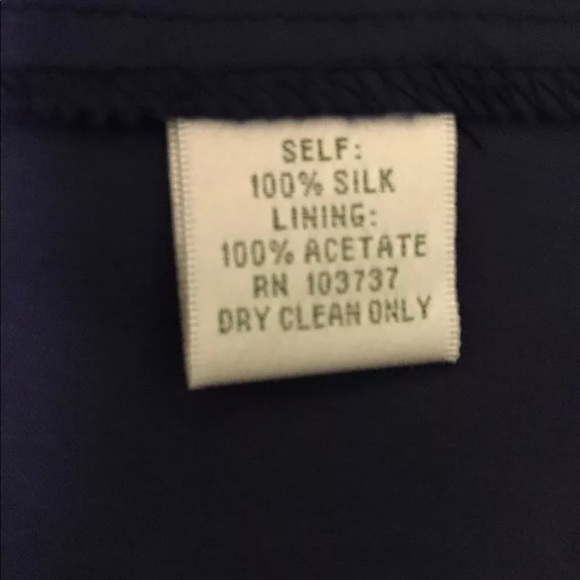 SELF:
100% SILK
LINING:
100% ACETATE
RN 103737
DRY CLEAN ONLY